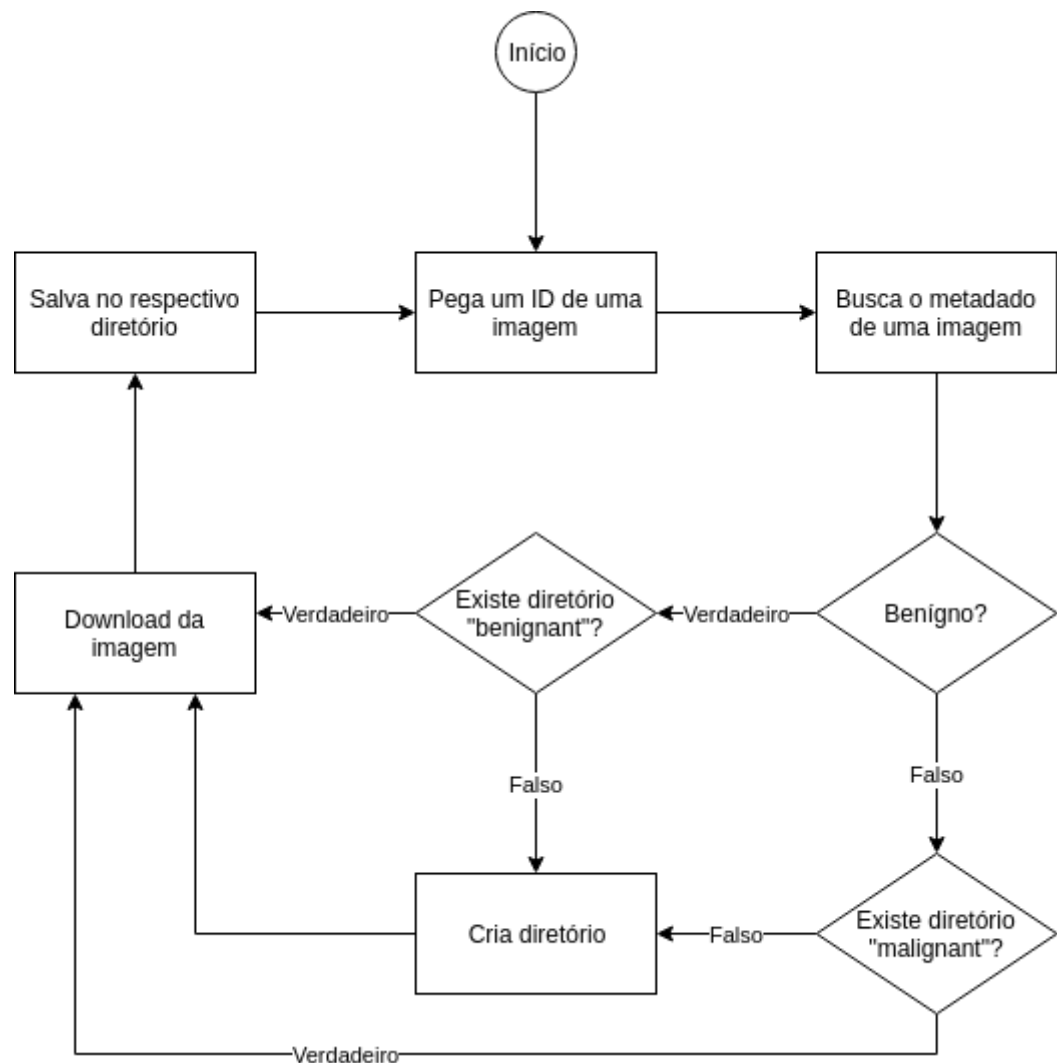 Início
Salva no respectivo
diretório
Pega um ID de uma
imagem
Busca o metadado
de uma imagem
Download da
imagem
Verdadeiro
Existe diretório
"benignant"?
Verdadeiro
Benígno?
Falso
Falso
Cria diretório
Falso
Existe diretório
"malignant"?
Verdadeiro